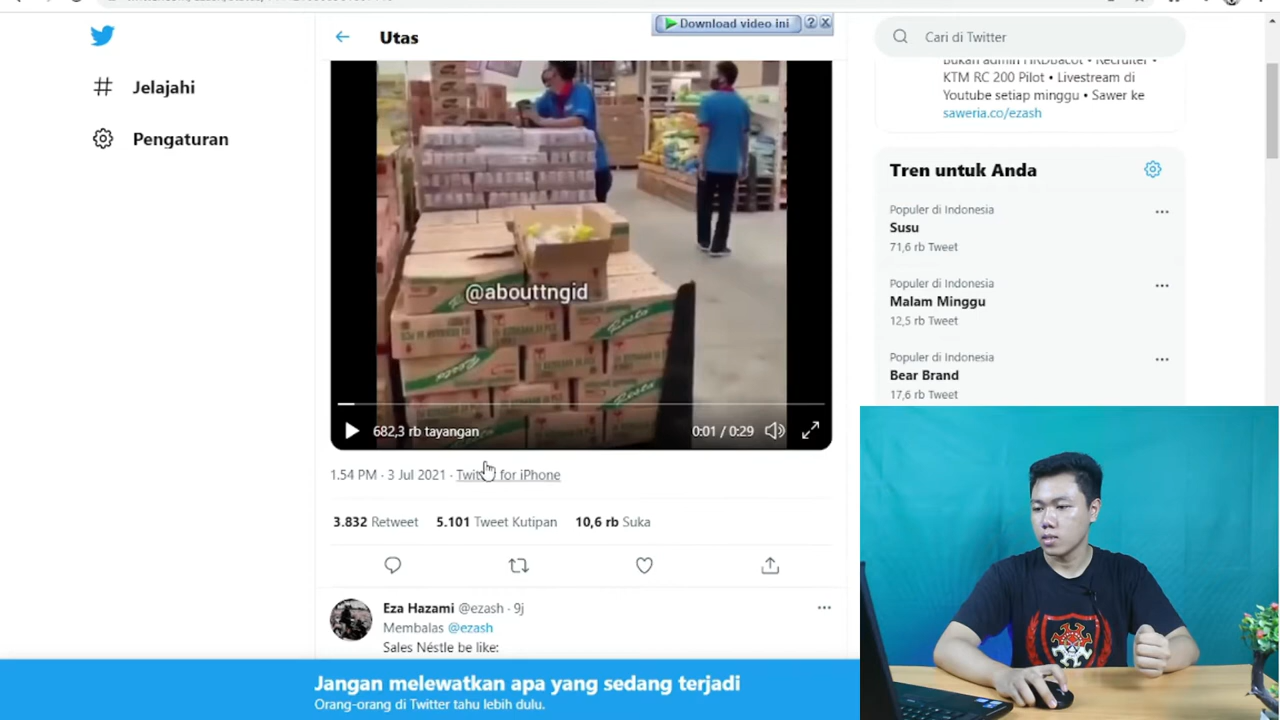 Utas
Download video ini
Cari di Twitter
Jelajahi
Pengaturan
KTM RC 200 Pilot • Livestream di
Youtube setiap minggu • Sawer ke
saweria.co/ezash
Tren untuk Anda
Populer di Indonesia
Susu
71,6 rb Tweet
Populer di Indonesia
Malam Minggu
12,5 rb Tweet
Populer di Indonesia
Bear Brand
17,6 rb Tweet
@abouttngid
682,3 rb tayangan
0:01 / 0:29
1.54 PM · 3 Jul 2021 · Twitter for iPhone
3.832 Retweet 5.101 Tweet Kutipan 10,6 rb Suka
Eza Hazami @ezash · 9j
Membalas @ezash
Sales Néstle be like:
Jangan melewatkan apa yang sedang terjadi
Orang-orang di Twitter tahu lebih dulu.